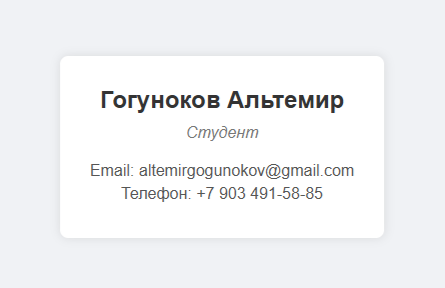 Гогуноков Альтемир
Студент
Email: altemirgogunokov@gmail.com
Телефон: +7 903 491-58-85